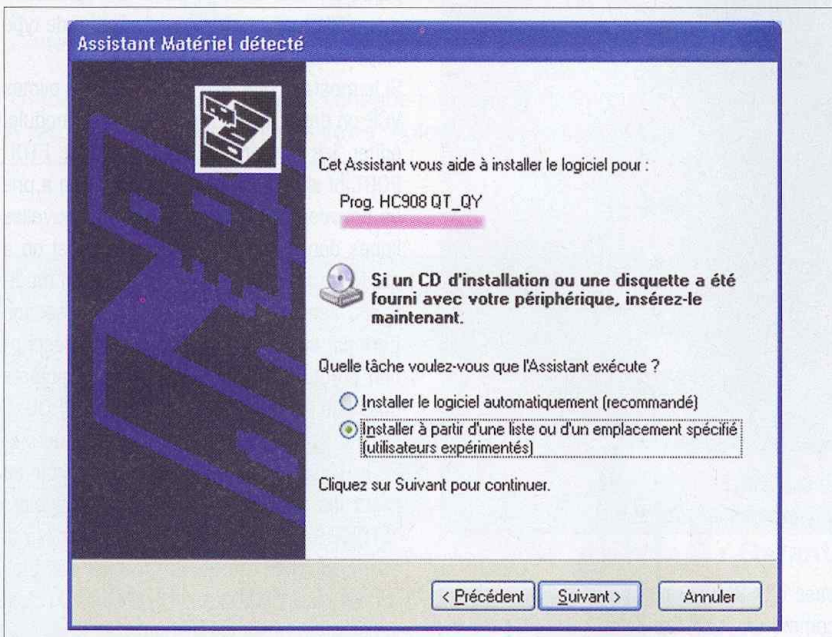 Assistant Matériel détecté
Cet Assistant vous aide à installer le logiciel pour :
Prog. HC908 QT_QY
Si un CD d'installation ou une disquette a été
fourni avec votre périphérique, insérez-le
maintenant.
Quelle tâche voulez-vous que l'Assistant exécute ?
Installer le logiciel automatiquement (recommandé)
Installer à partir d'une liste ou d'un emplacement spécifié
(utilisateurs expérimentés)
Cliquez sur Suivant pour continuer.
< Précédent Suivant > Annuler